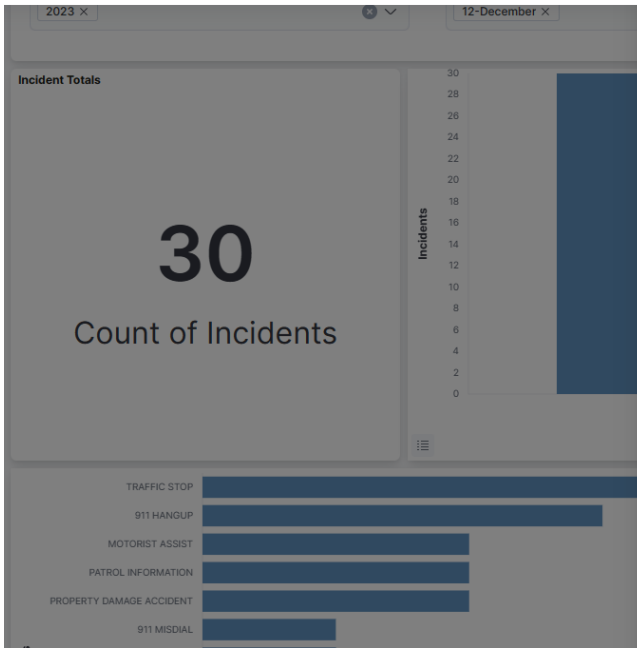 2023 ×
12-December ×
Incident Totals
30
Count of Incidents
Incidents
30
28
26
24
22
20
18
16
14
12
10
8
6
4
2
0
TRAFFIC STOP
911 HANGUP
MOTORIST ASSIST
PATROL INFORMATION
PROPERTY DAMAGE ACCIDENT
911 MISDIAL